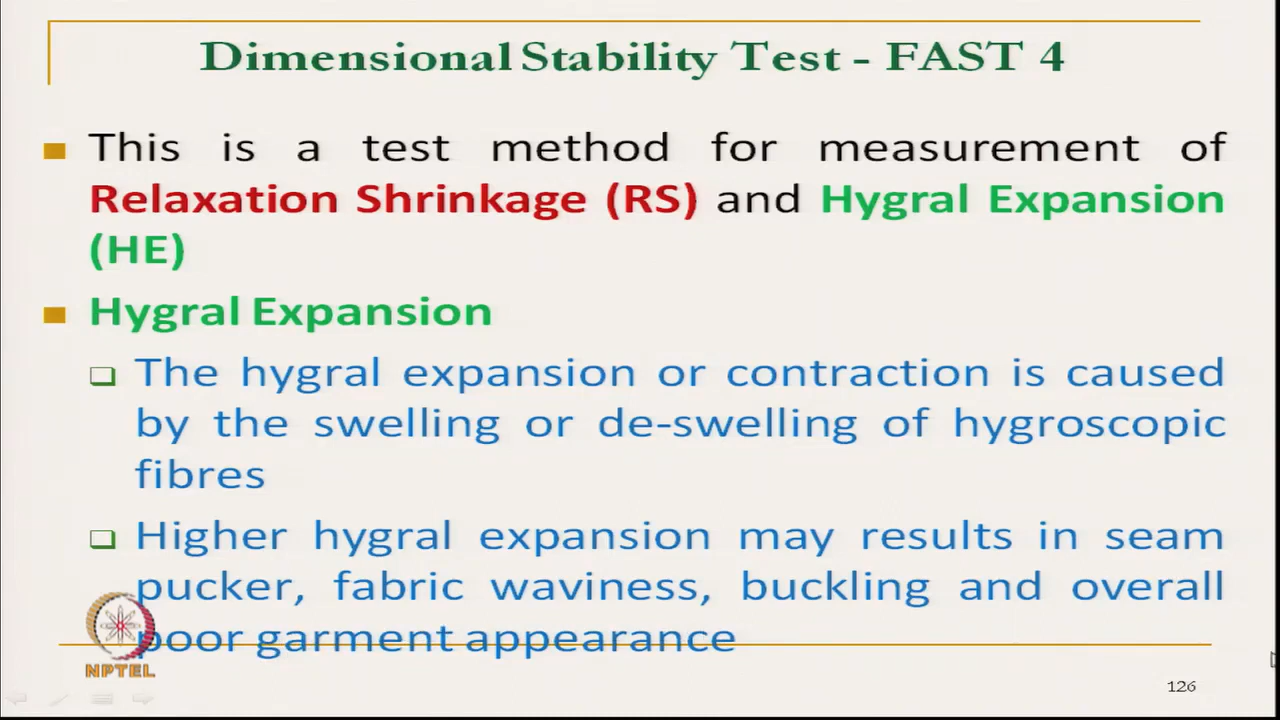 Dimensional Stability Test - FAST 4
This is a test method for measurement of
Relaxation Shrinkage (RS) and Hygral Expansion
(HE)
Hygral Expansion
The hygral expansion or contraction is caused
by the swelling or de-swelling of hygroscopic
fibres
Higher hygral expansion may results in seam
pucker, fabric waviness, buckling and overall
poor garment appearance
NPTEL
126